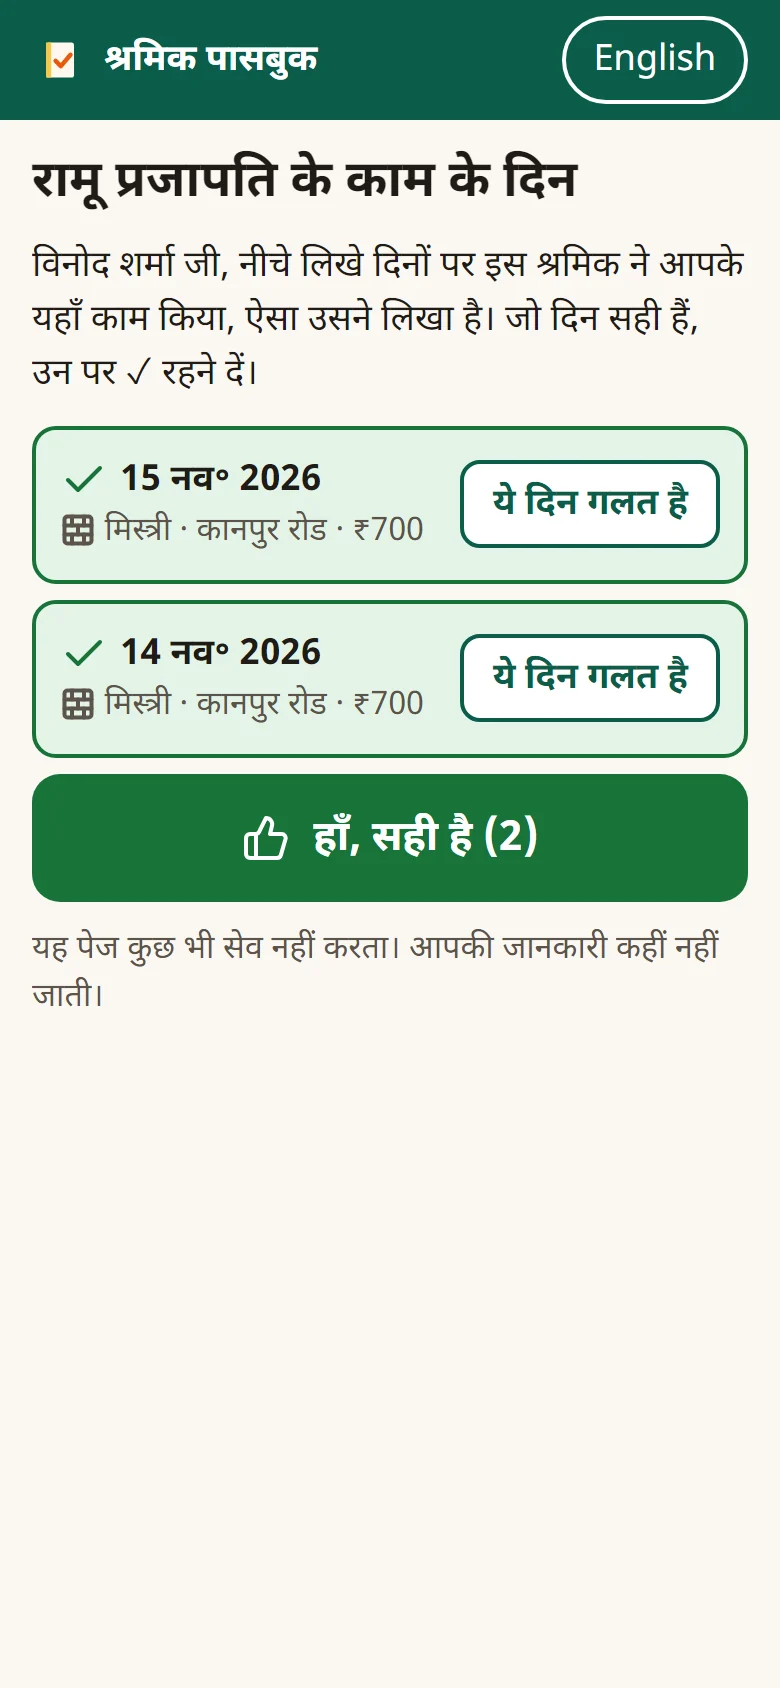 श्रमिक पासबुक
English
रामू प्रजापति के काम के दिन
विनोद शर्मा जी, नीचे लिखे दिनों पर इस श्रमिक ने आपके
यहाँ काम किया, ऐसा उसने लिखा है। जो दिन सही हैं,
उन पर ✓ रहने दें।
15 नव॰ 2026
मिस्त्री · कानपुर रोड · ₹700
ये दिन गलत है
14 नव॰ 2026
मिस्त्री · कानपुर रोड · ₹700
ये दिन गलत है
हाँ, सही है (2)
यह पेज कुछ भी सेव नहीं करता। आपकी जानकारी कहीं नहीं
जाती।